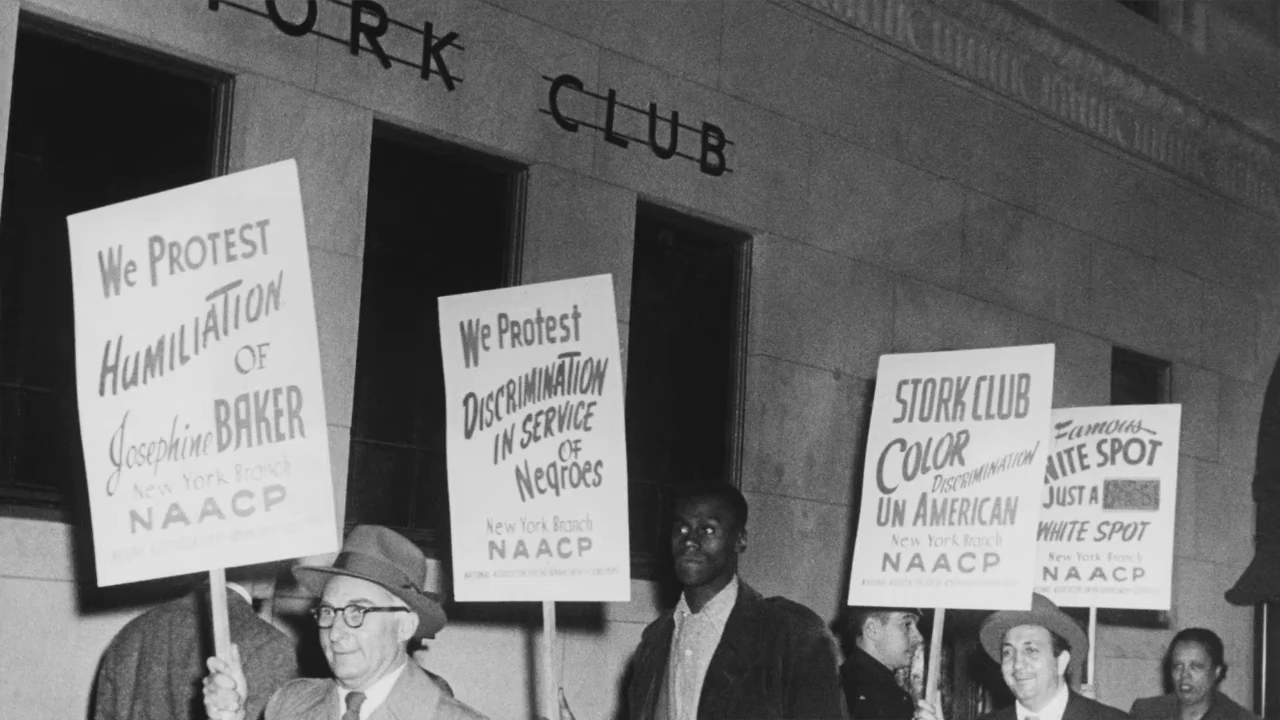 ORK CLUB
We PROTEST
HUMILIATION
OF
Josephine BAKER
New York Branch
NAACP
We Protest
DISCRIMINATION
IN SERVICE
OF
Negroes
New York Branch
NAACP
STORK CLUB
COLOR
DISCRIMINATION
UN AMERICAN
New York Branch
NAACP
Famous
HITE SPOT
JUST A
WHITE SPOT
New York Branch
NAACP